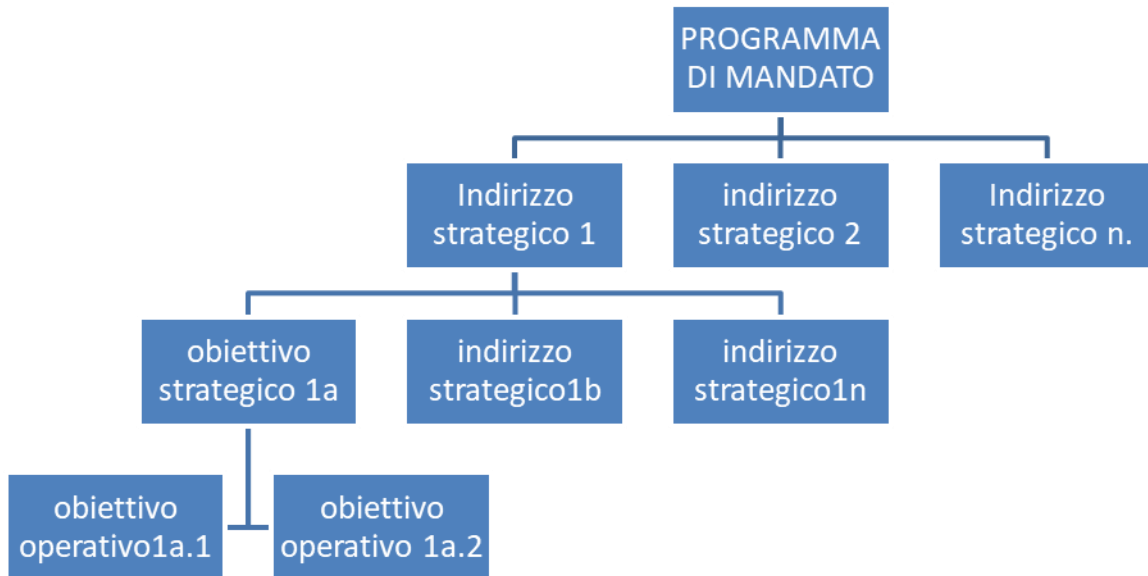 PROGRAMMA
DI MANDATO
Indirizzo
strategico 1
indirizzo
strategico 2
Indirizzo
strategico n.
obiettivo
strategico 1a
indirizzo
strategico1b
indirizzo
strategico1n
obiettivo
operativo1a.1
obiettivo
operativo 1a.2